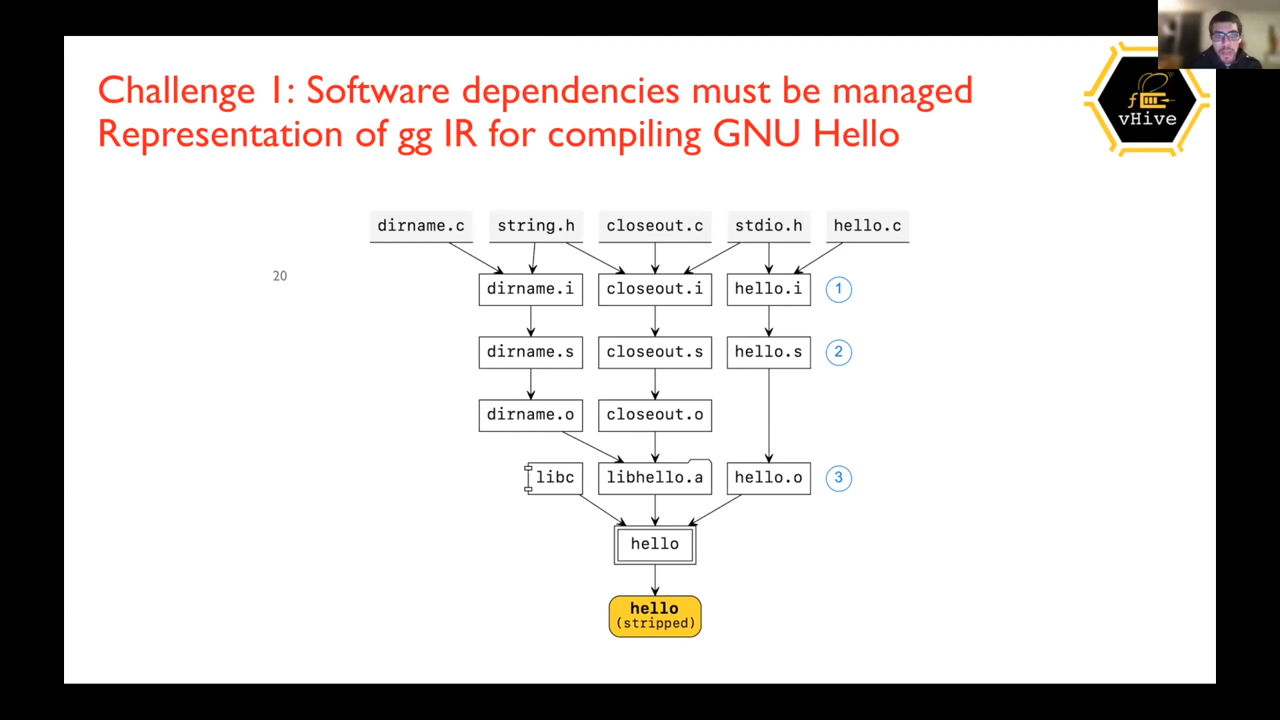 Challenge 1: Software dependencies must be managed
Representation of gg IR for compiling GNU Hello
vHive
dirname.c string.h closeout.c stdio.h hello.c
20
dirname.i closeout.i hello.i 1
dirname.s closeout.s hello.s 2
dirname.o closeout.o
libc libhello.a hello.o 3
hello
hello
(stripped)